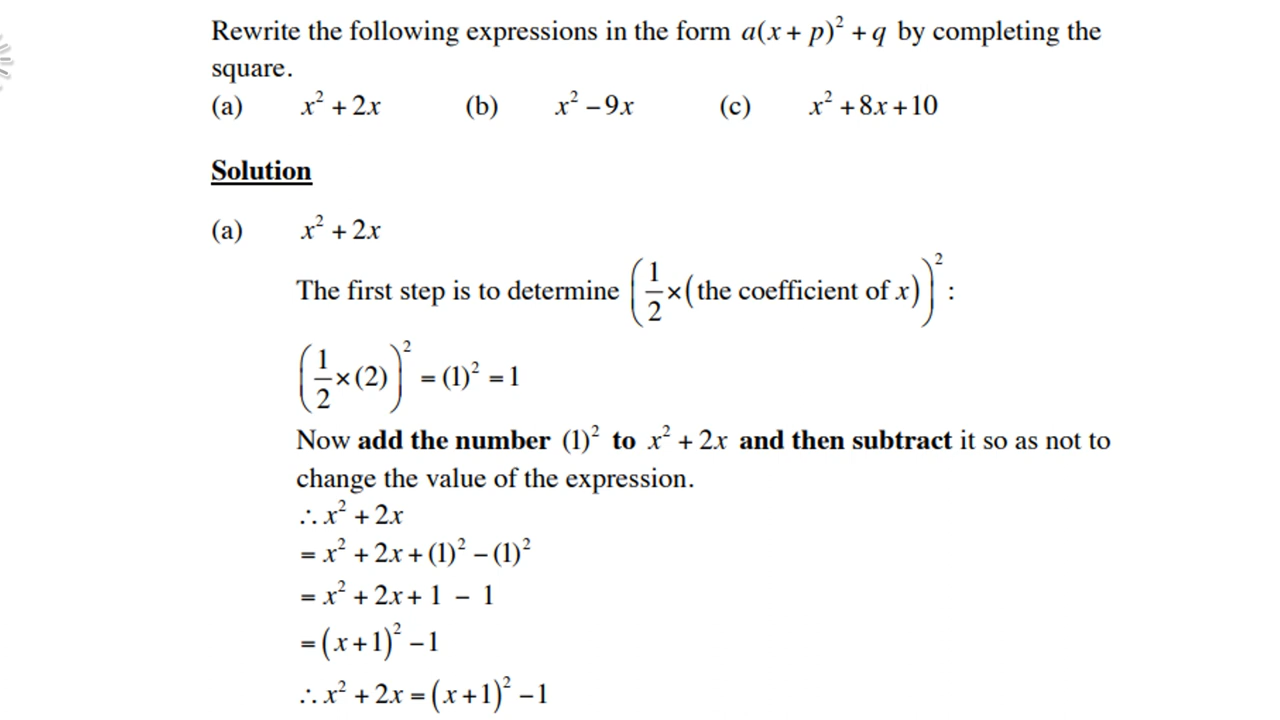 Rewrite the following expressions in the form a(x + p)² + q by completing the
square.
(a) x² + 2x (b) x² − 9x (c) x² + 8x + 10
Solution
(a) x² + 2x
The first step is to determine (1/2 × (the coefficient of x))² :
(1/2 × (2))² = (1)² = 1
Now add the number (1)² to x² + 2x and then subtract it so as not to
change the value of the expression.
∴ x² + 2x
= x² + 2x + (1)² − (1)²
= x² + 2x + 1 − 1
= (x + 1)² − 1
∴ x² + 2x = (x + 1)² − 1